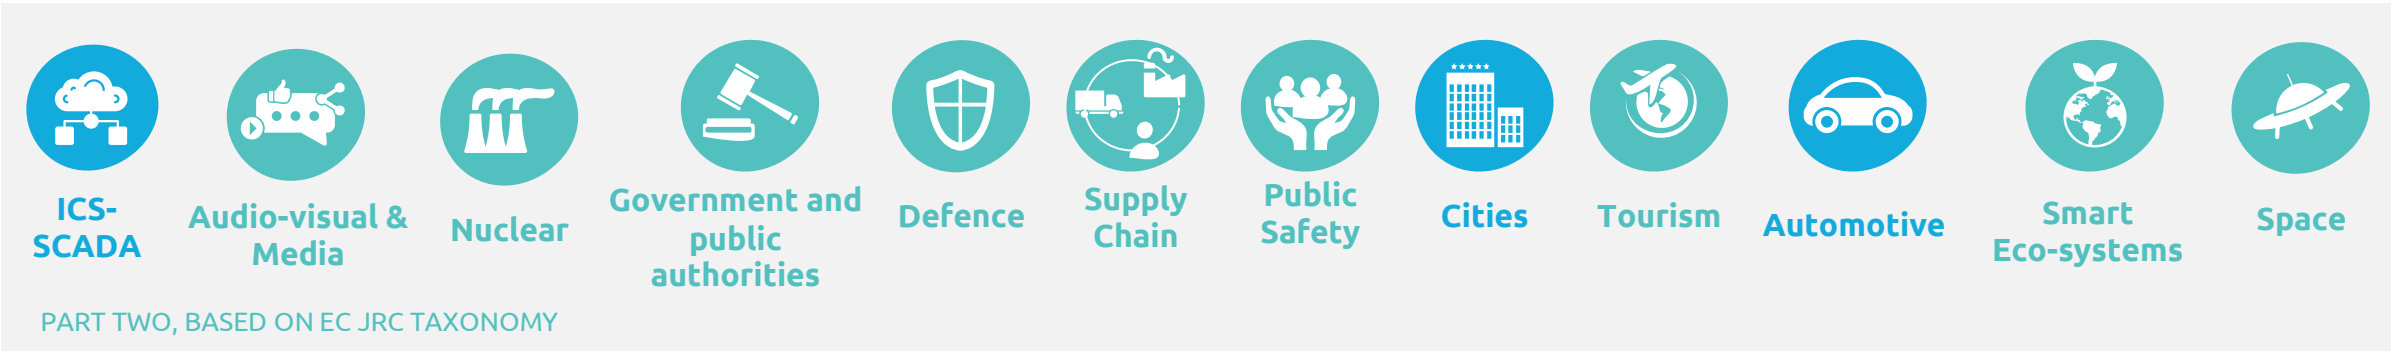 ICS-
SCADA
Audio-visual &
Media
Nuclear
Government and
public
authorities
Defence
Supply
Chain
Public
Safety
Cities
Tourism
Automotive
Smart
Eco-systems
Space
PART TWO, BASED ON EC JRC TAXONOMY